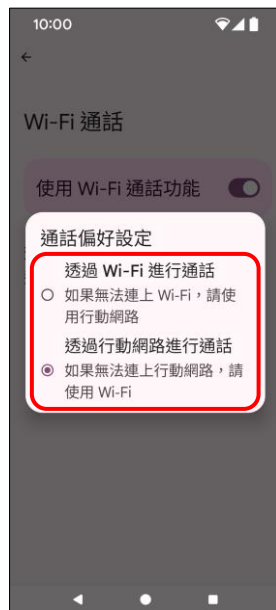 10:00
Wi-Fi 通話
使用 Wi-Fi 通話功能
通話偏好設定
透過 Wi-Fi 進行通話
如果無法連上 Wi-Fi，請使
用行動網路
透過行動網路進行通話
如果無法連上行動網路，請
使用 Wi-Fi